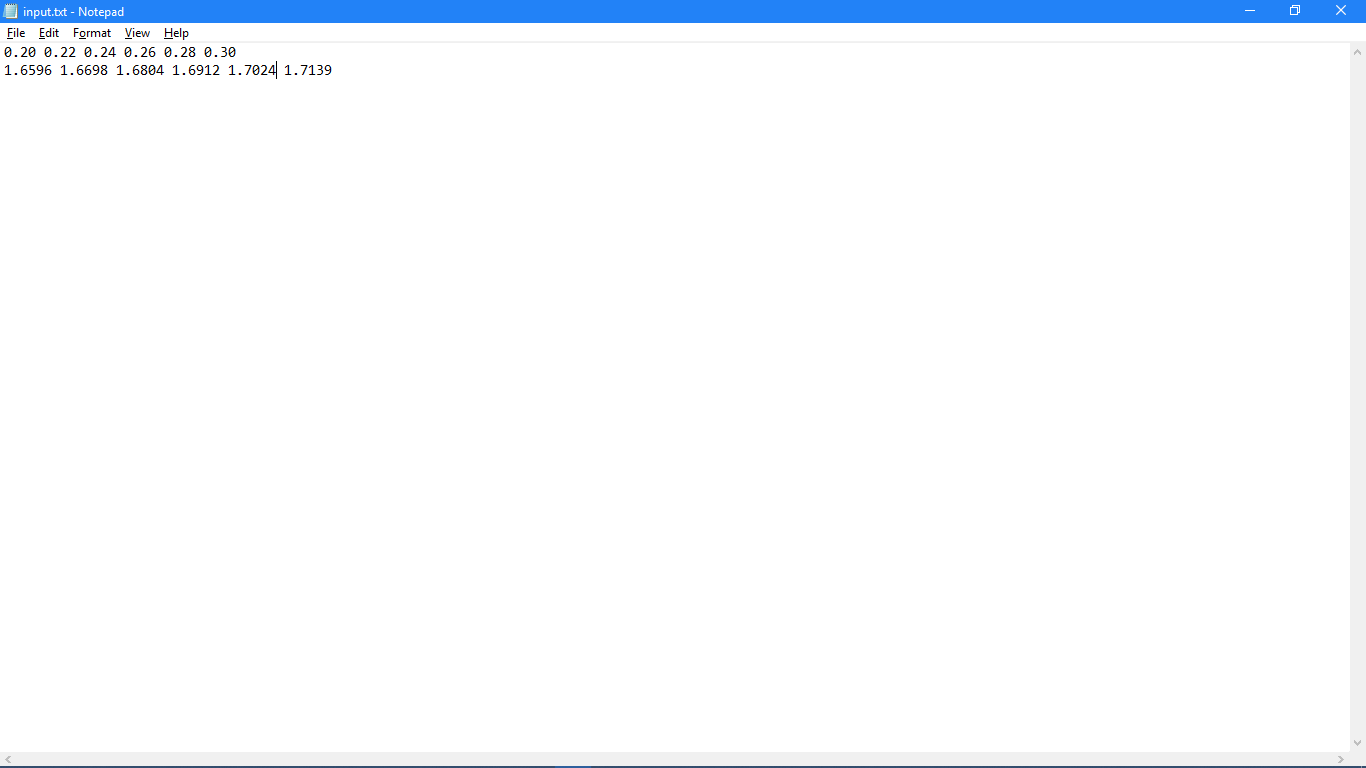 input.txt - Notepad
File Edit Format View Help
0.20 0.22 0.24 0.26 0.28 0.30
1.6596 1.6698 1.6804 1.6912 1.7024 1.7139